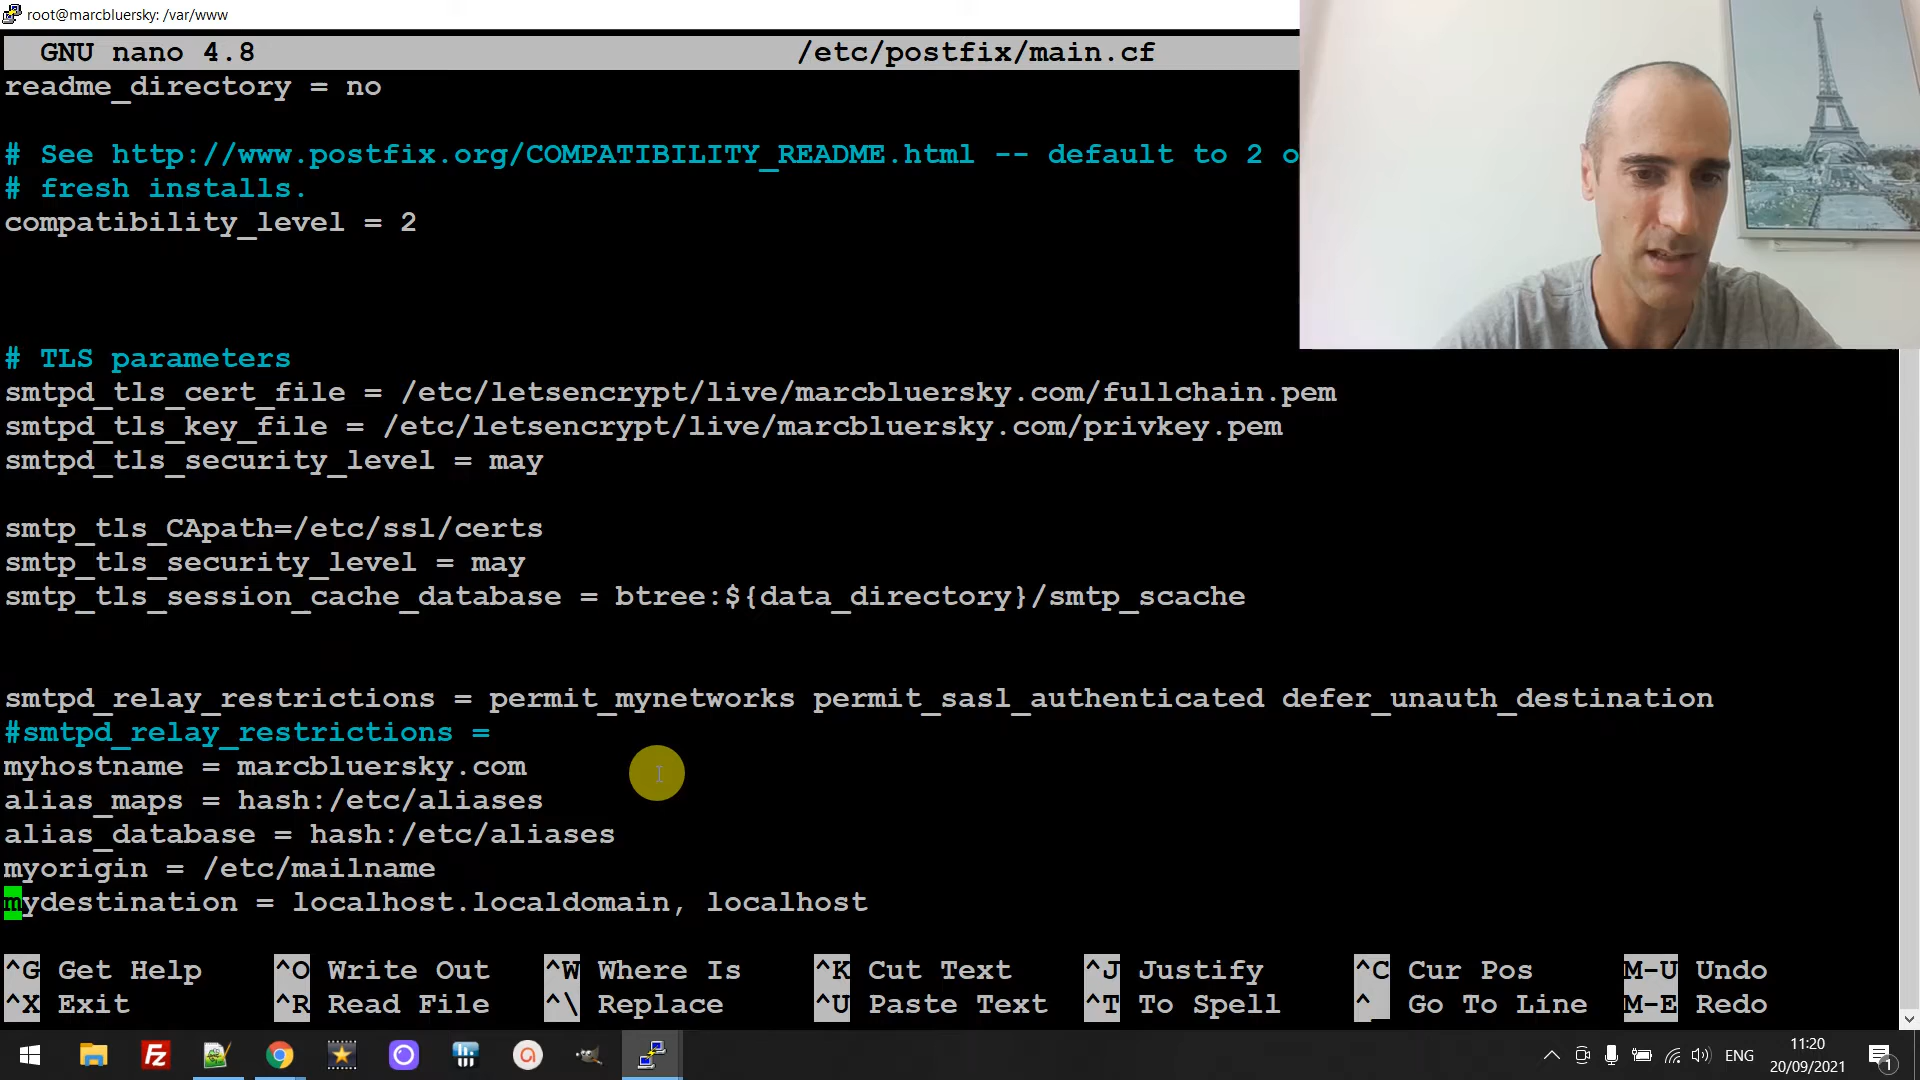 root@marcbluersky: /var/www
GNU nano 4.8 /etc/postfix/main.cf
readme_directory = no
# See http://www.postfix.org/COMPATIBILITY_README.html -- default to 2 o
# fresh installs.
compatibility_level = 2
# TLS parameters
smtpd_tls_cert_file = /etc/letsencrypt/live/marcbluersky.com/fullchain.pem
smtpd_tls_key_file = /etc/letsencrypt/live/marcbluersky.com/privkey.pem
smtpd_tls_security_level = may
smtp_tls_CApath=/etc/ssl/certs
smtp_tls_security_level = may
smtp_tls_session_cache_database = btree:${data_directory}/smtp_scache
smtpd_relay_restrictions = permit_mynetworks permit_sasl_authenticated defer_unauth_destination
#smtpd_relay_restrictions =
myhostname = marcbluersky.com
alias_maps = hash:/etc/aliases
alias_database = hash:/etc/aliases
myorigin = /etc/mailname
mydestination = localhost.localdomain, localhost
^G Get Help ^O Write Out ^W Where Is ^K Cut Text ^J Justify ^C Cur Pos M-U Undo
^X Exit ^R Read File ^\ Replace ^U Paste Text ^T To Spell ^_ Go To Line M-E Redo
ENG
11:20
20/09/2021
1